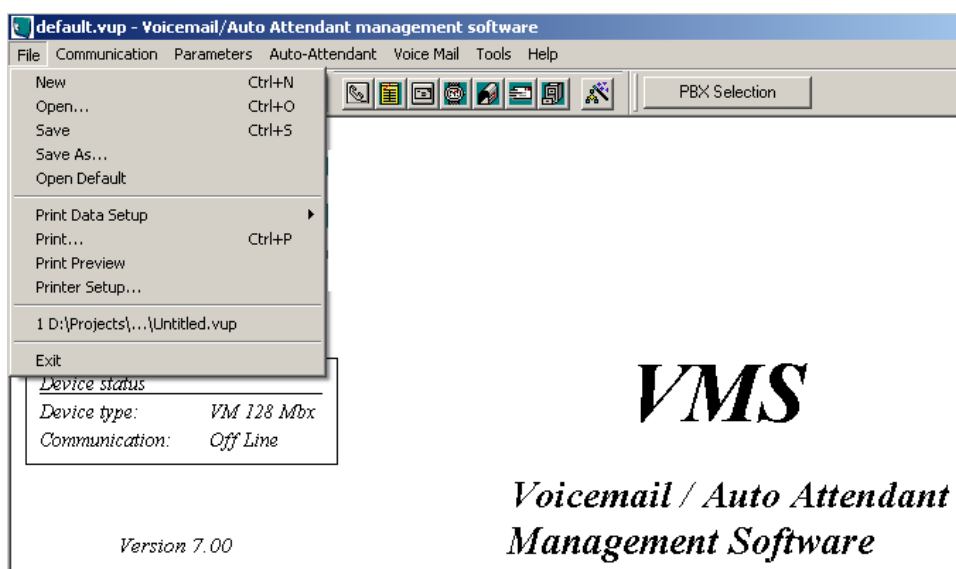 default.vup - Voicemail/Auto Attendant management software
File Communication Parameters Auto-Attendant Voice Mail Tools Help
PBX Selection
New Ctrl+N
Open... Ctrl+O
Save Ctrl+S
Save As...
Open Default
Print Data Setup
Print... Ctrl+P
Print Preview
Printer Setup...
1 D:\Projects\...\Untitled.vup
Exit
Device status
Device type: VM 128 Mbx
Communication: Off Line
Version 7.00
VMS
Voicemail / Auto Attendant
Management Software